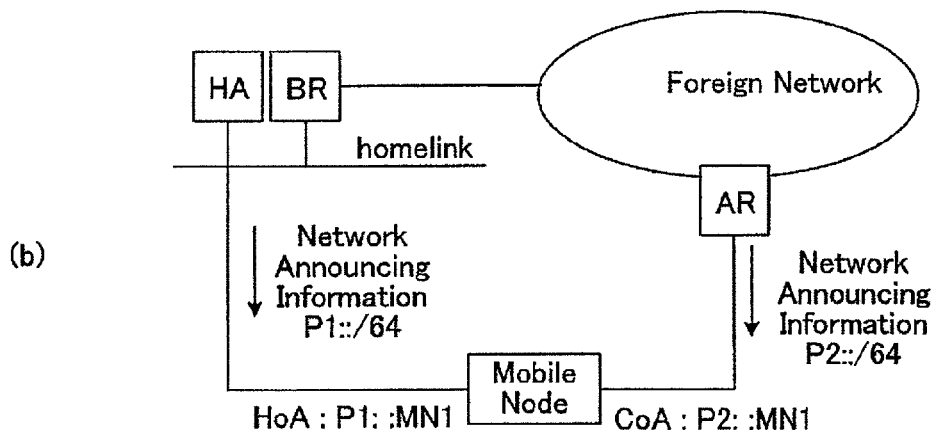 HA
BR
Foreign Network
homelink
AR
(b)
Network
Announcing
Information
P1::/64
Network
Announcing
Information
P2::/64
Mobile
Node
HoA : P1: :MN1
CoA : P2: :MN1